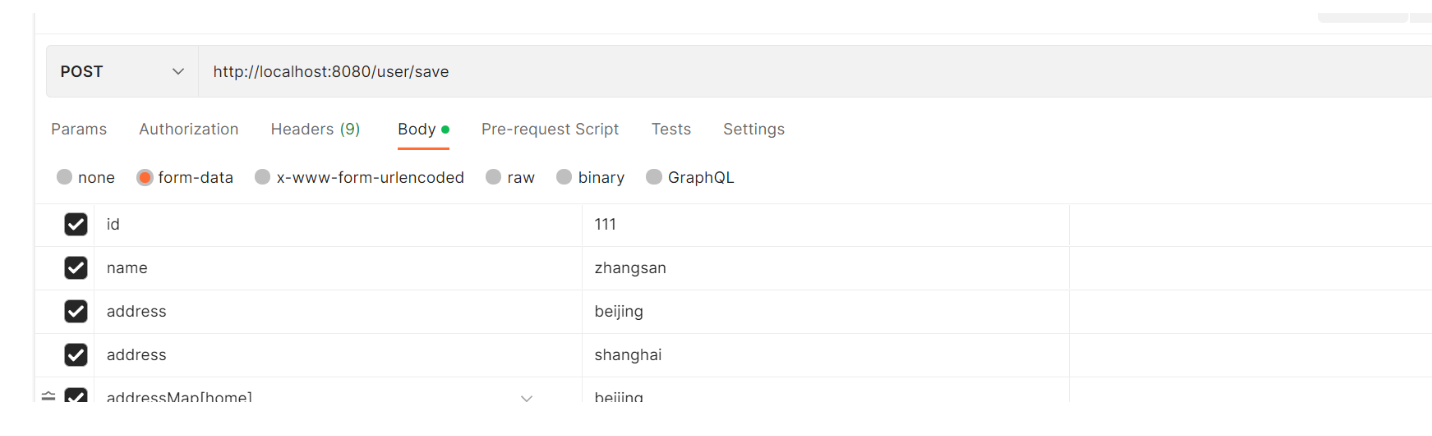 POST http://localhost:8080/user/save
Params Authorization Headers (9) Body Pre-request Script Tests Settings
none form-data x-www-form-urlencoded raw binary GraphQL
id 111
name zhangsan
address beijing
address shanghai
addressMap[home] beijing